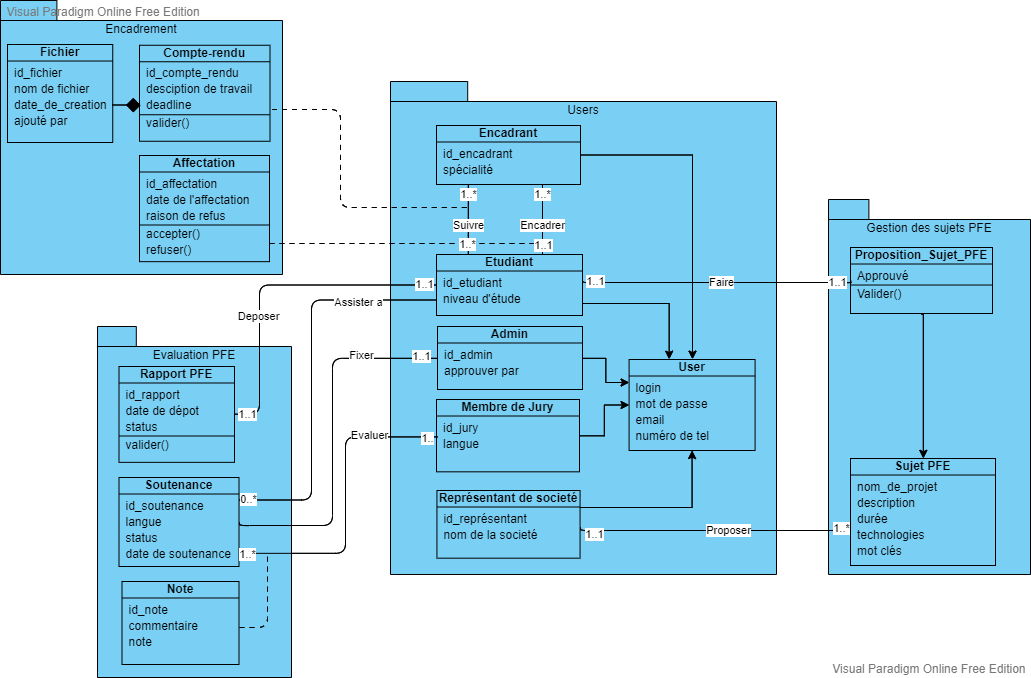 Visual Paradigm Online Free Edition
Encadrement
Fichier
id_fichier
nom de fichier
date_de_creation
ajouté par
Compte-rendu
id_compte_rendu
desciption de travail
deadline
valider()
Affectation
id_affectation
date de l'affectation
raison de refus
accepter()
refuser()
Users
Encadrant
id_encadrant
spécialité
1..*
1..*
Suivre
Encadrer
1..*
1..1
Etudiant
id_etudiant
niveau d'étude
1..1
1..1
Faire
1..1
Assister a
Deposer
Admin
id_admin
approuver par
Fixer
1..1
Membre de Jury
id_jury
langue
Evaluer
1..
User
login
mot de passe
email
numéro de tel
Représentant de societé
id_représentant
nom de la societé
1..1
Proposer
1..*
Gestion des sujets PFE
Proposition_Sujet_PFE
Approuvé
Valider()
Sujet PFE
nom_de_projet
description
durée
technologies
mot clés
Evaluation PFE
Rapport PFE
id_rapport
date de dépot
status
valider()
1..1
Soutenance
id_soutenance
langue
status
date de soutenance
0..*
1..*
Note
id_note
commentaire
note
Visual Paradigm Online Free Edition